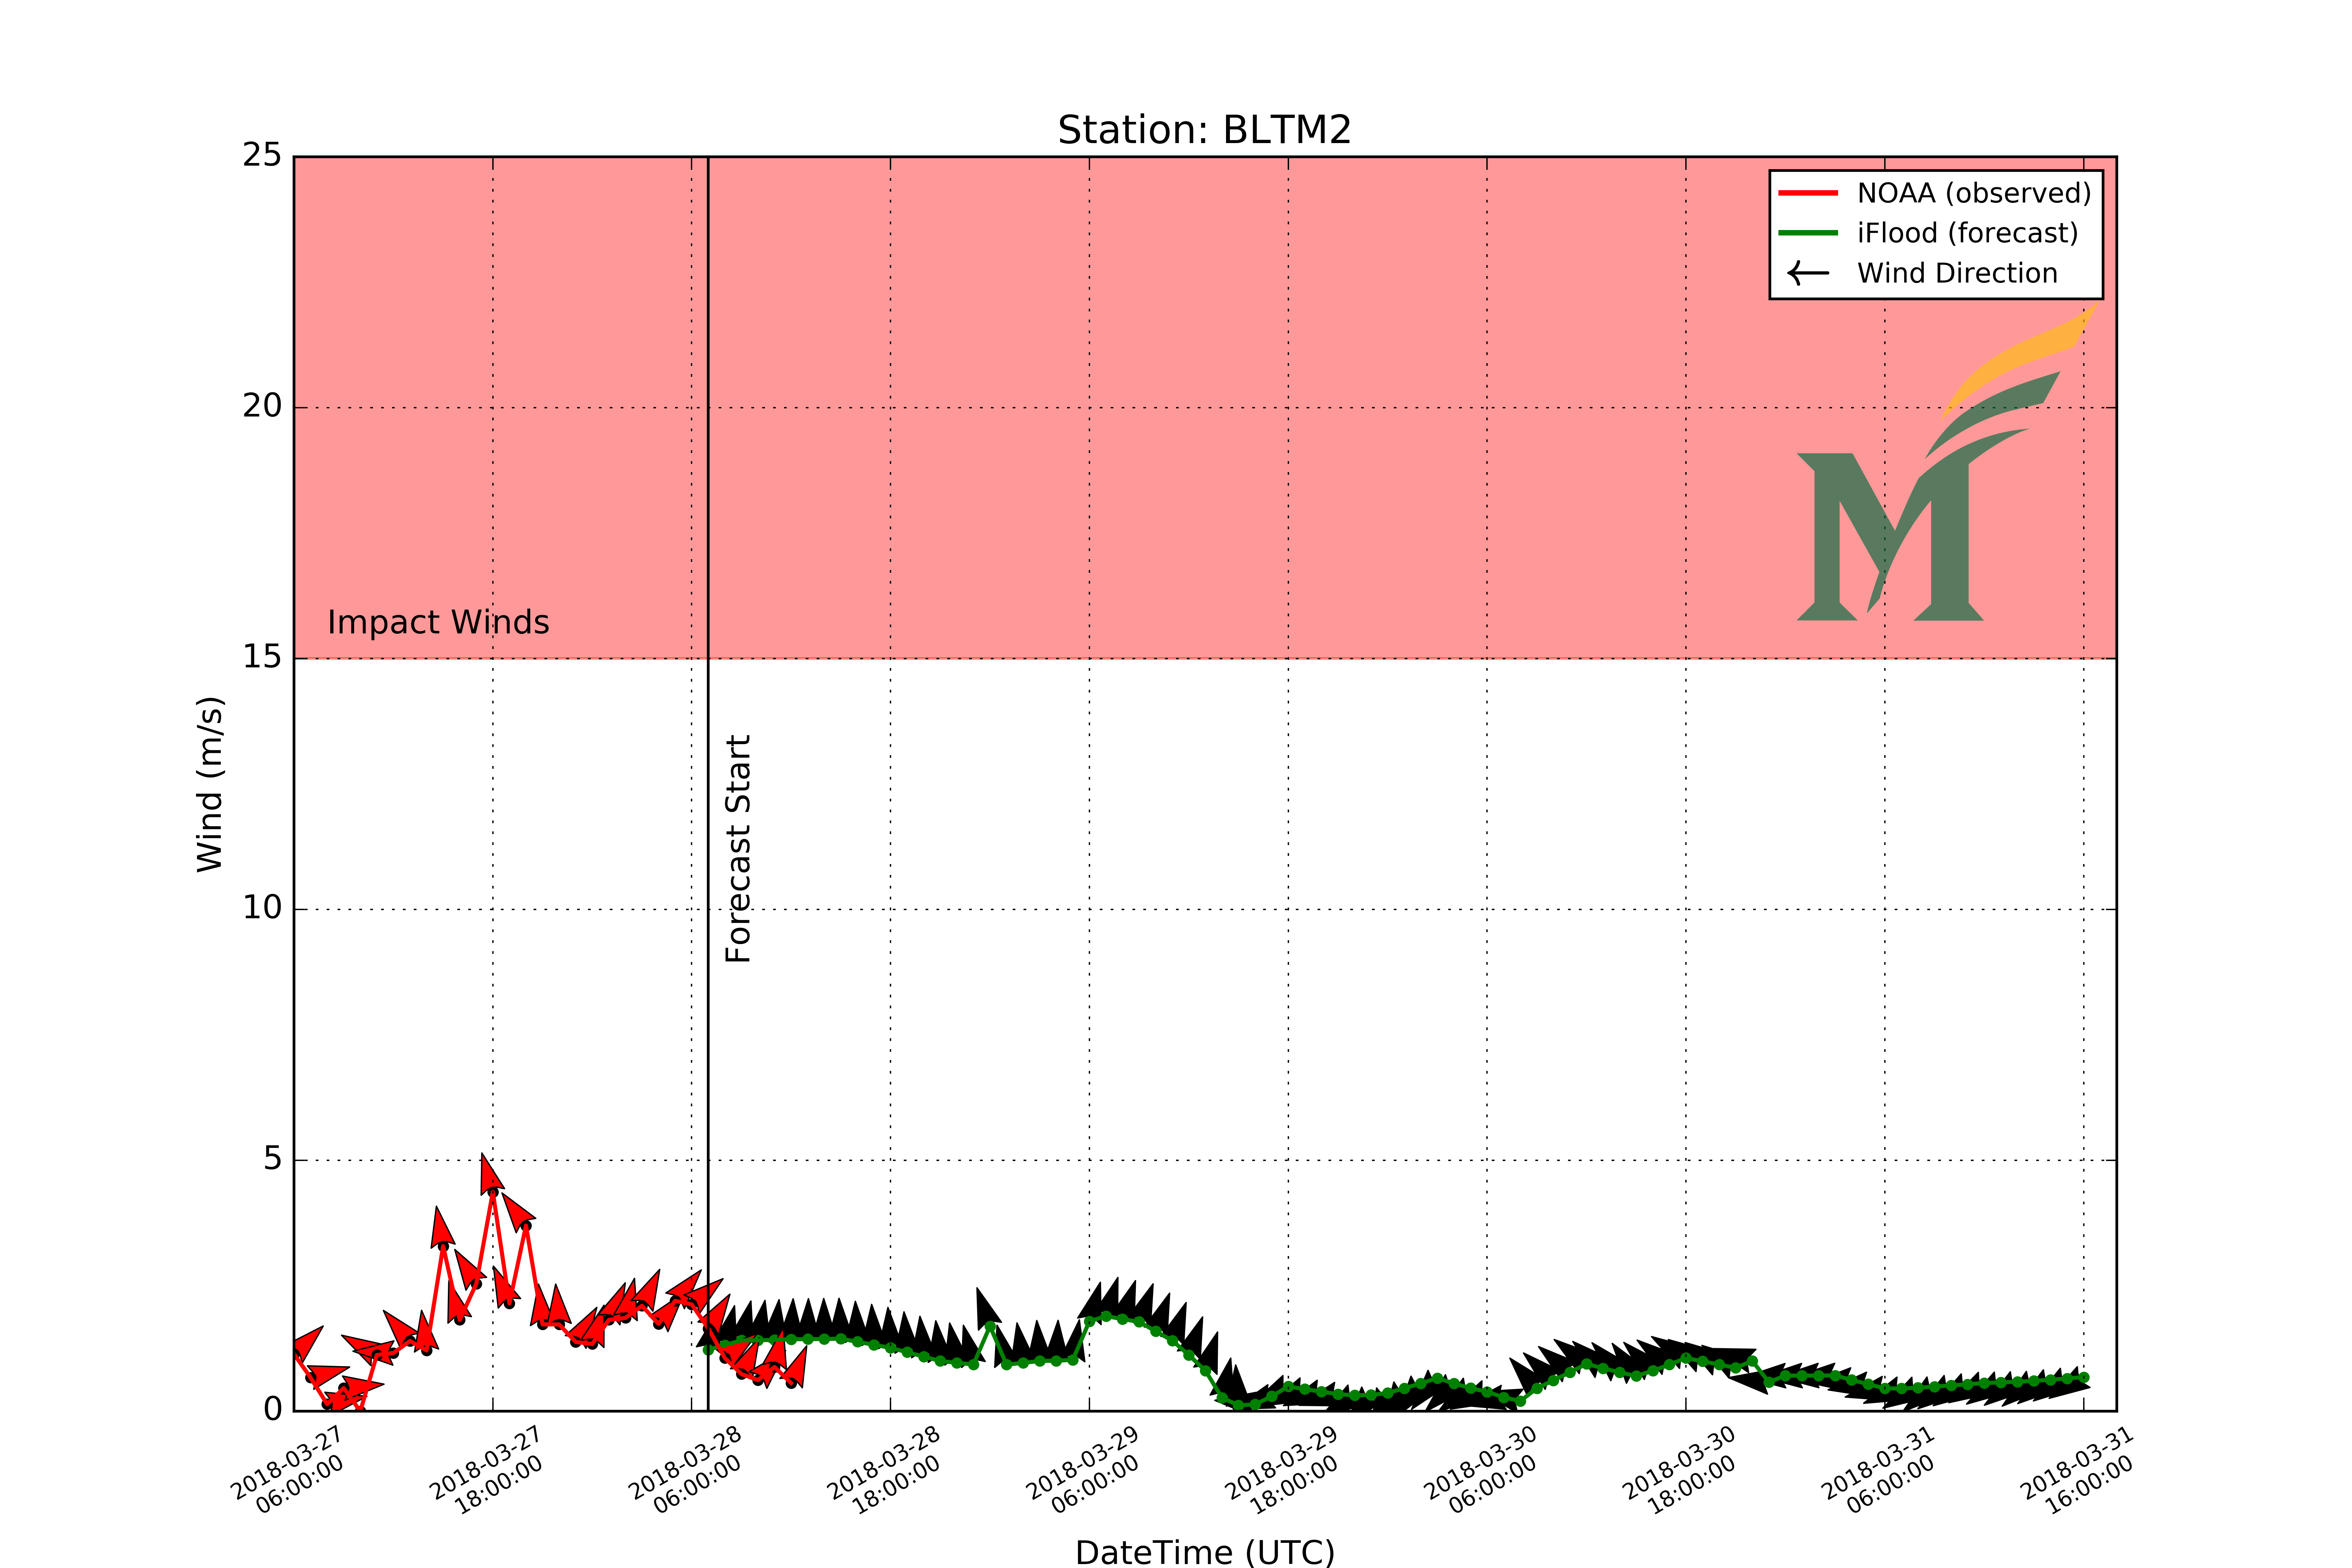 Station: BLTM2
25
20
15
10
5
0
Wind (m/s)
NOAA (observed)
iFlood (forecast)
Wind Direction
M
Impact Winds
Forecast Start
2018-03-27
06:00:00
2018-03-27
18:00:00
2018-03-28
06:00:00
2018-03-28
18:00:00
2018-03-29
06:00:00
2018-03-29
18:00:00
2018-03-30
06:00:00
2018-03-30
18:00:00
2018-03-31
06:00:00
2018-03-31
16:00:00
DateTime (UTC)